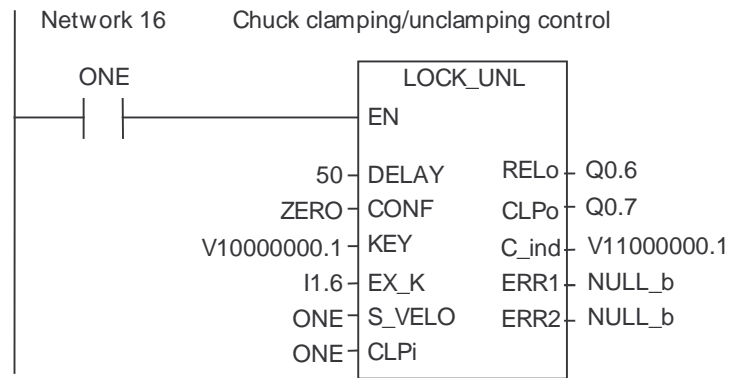 Network 16 Chuck clamping/unclamping control
ONE
LOCK_UNL
EN
50 DELAY RELo Q0.6
ZERO CONF CLPo Q0.7
V10000000.1 KEY C_ind V11000000.1
I1.6 EX_K ERR1 NULL_b
ONE S_VELO ERR2 NULL_b
ONE CLPi